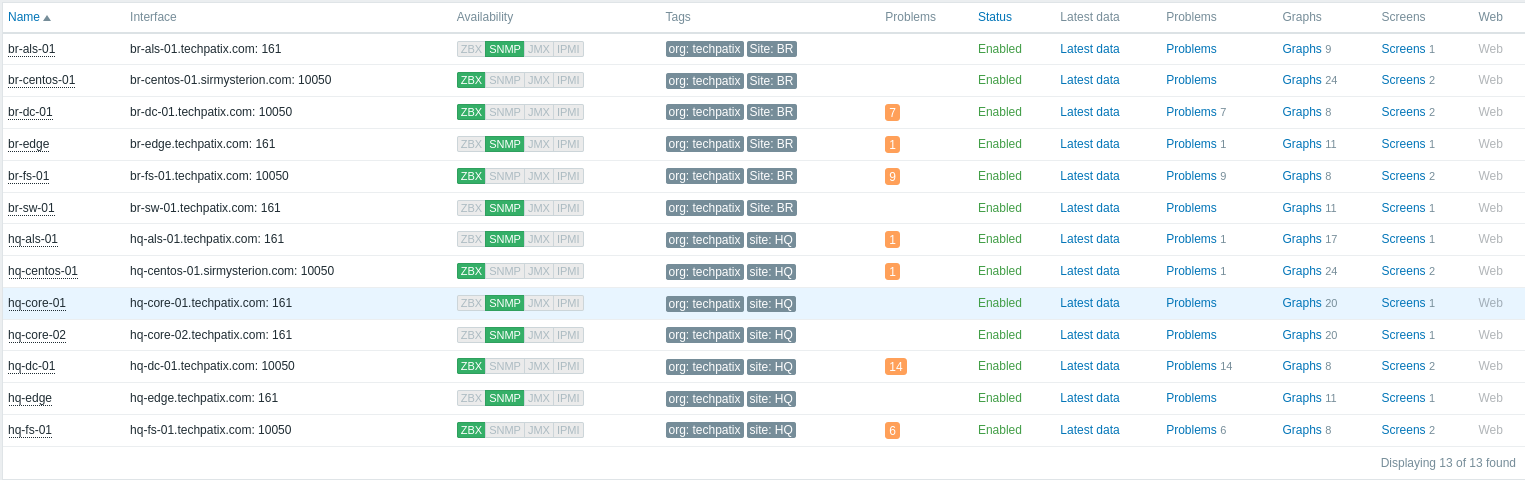 Name Interface Availability Tags Problems Status Latest data Problems Graphs Screens Web
br-als-01 br-als-01.techpatix.com: 161 ZBX SNMP JMX IPMI org: techpatix Site: BR Enabled Latest data Problems Graphs 9 Screens 1 Web
br-centos-01 br-centos-01.sirmysterion.com: 10050 ZBX SNMP JMX IPMI org: techpatix Site: BR Enabled Latest data Problems Graphs 24 Screens 2 Web
br-dc-01 br-dc-01.techpatix.com: 10050 ZBX SNMP JMX IPMI org: techpatix Site: BR 7 Enabled Latest data Problems 7 Graphs 8 Screens 2 Web
br-edge br-edge.techpatix.com: 161 ZBX SNMP JMX IPMI org: techpatix Site: BR 1 Enabled Latest data Problems 1 Graphs 11 Screens 1 Web
br-fs-01 br-fs-01.techpatix.com: 10050 ZBX SNMP JMX IPMI org: techpatix Site: BR 9 Enabled Latest data Problems 9 Graphs 8 Screens 2 Web
br-sw-01 br-sw-01.techpatix.com: 161 ZBX SNMP JMX IPMI org: techpatix Site: BR Enabled Latest data Problems Graphs 11 Screens 1 Web
hq-als-01 hq-als-01.techpatix.com: 161 ZBX SNMP JMX IPMI org: techpatix site: HQ 1 Enabled Latest data Problems 1 Graphs 17 Screens 1 Web
hq-centos-01 hq-centos-01.sirmysterion.com: 10050 ZBX SNMP JMX IPMI org: techpatix site: HQ 1 Enabled Latest data Problems 1 Graphs 24 Screens 2 Web
hq-core-01 hq-core-01.techpatix.com: 161 ZBX SNMP JMX IPMI org: techpatix site: HQ Enabled Latest data Problems Graphs 20 Screens 1 Web
hq-core-02 hq-core-02.techpatix.com: 161 ZBX SNMP JMX IPMI org: techpatix site: HQ Enabled Latest data Problems Graphs 20 Screens 1 Web
hq-dc-01 hq-dc-01.techpatix.com: 10050 ZBX SNMP JMX IPMI org: techpatix site: HQ 14 Enabled Latest data Problems 14 Graphs 8 Screens 2 Web
hq-edge hq-edge.techpatix.com: 161 ZBX SNMP JMX IPMI org: techpatix site: HQ Enabled Latest data Problems Graphs 11 Screens 1 Web
hq-fs-01 hq-fs-01.techpatix.com: 10050 ZBX SNMP JMX IPMI org: techpatix site: HQ 6 Enabled Latest data Problems 6 Graphs 8 Screens 2 Web
Displaying 13 of 13 found